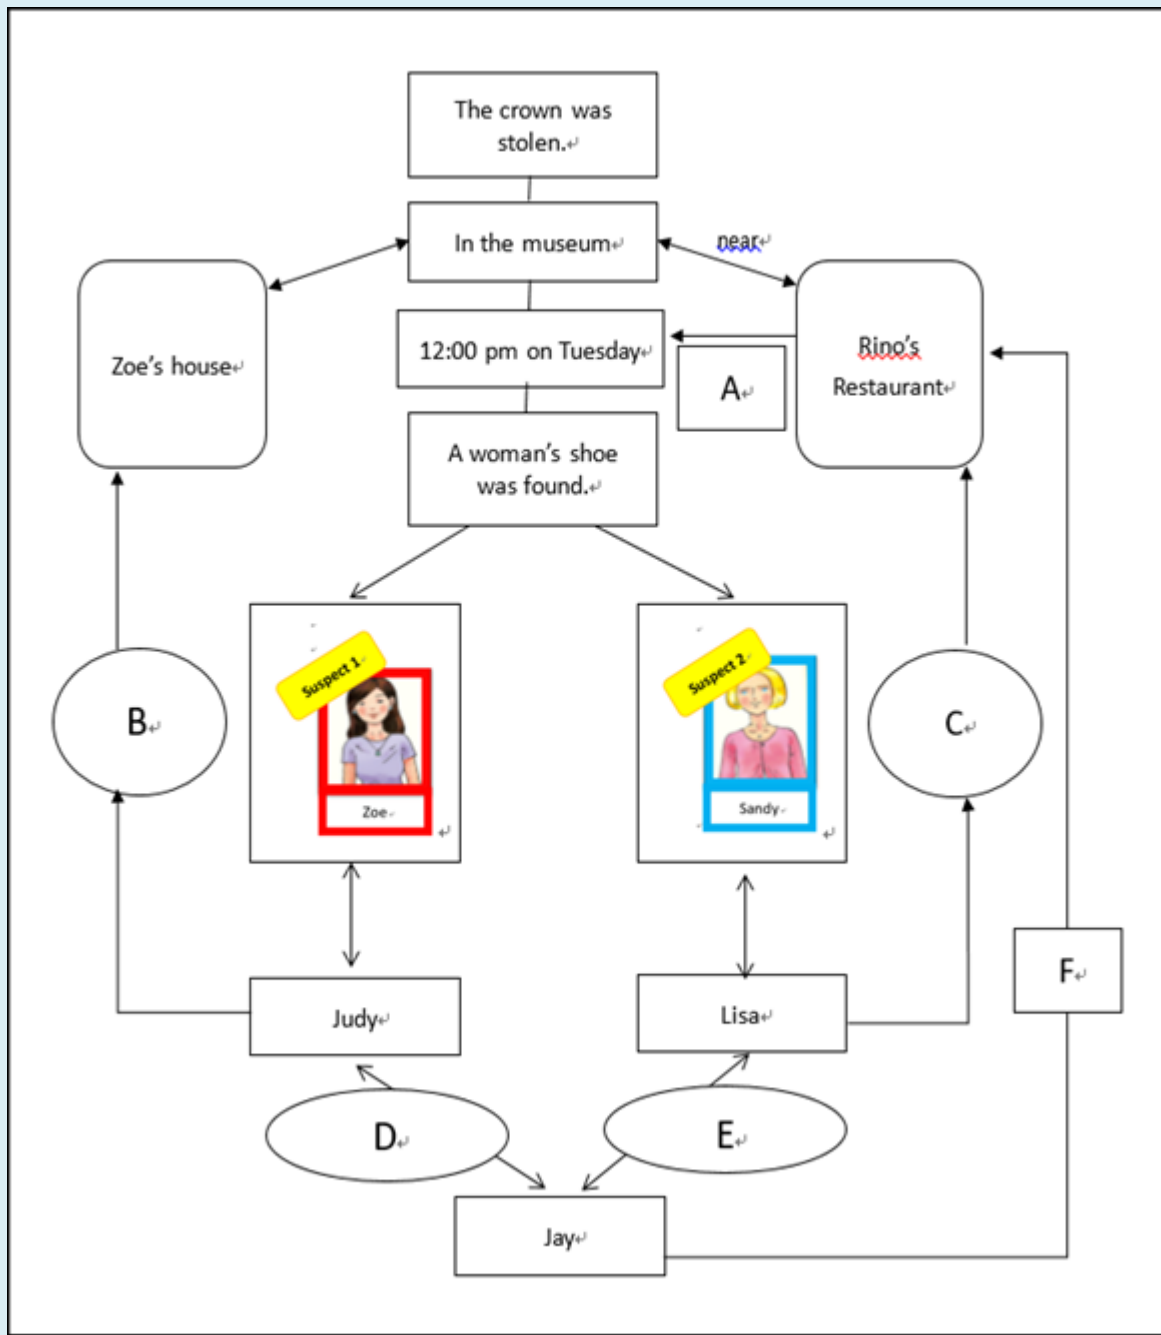 The crown was
stolen.↵
In the museum↵
near↵
Zoe’s house↵
12:00 pm on Tuesday↵
Rino’s
Restaurant↵
A↵
A woman’s shoe
was found.↵
Suspect 1
Suspect 2
B↵
C↵
Zoe
Sandy
F↵
Judy↵
Lisa↵
D↵
E↵
Jay↵